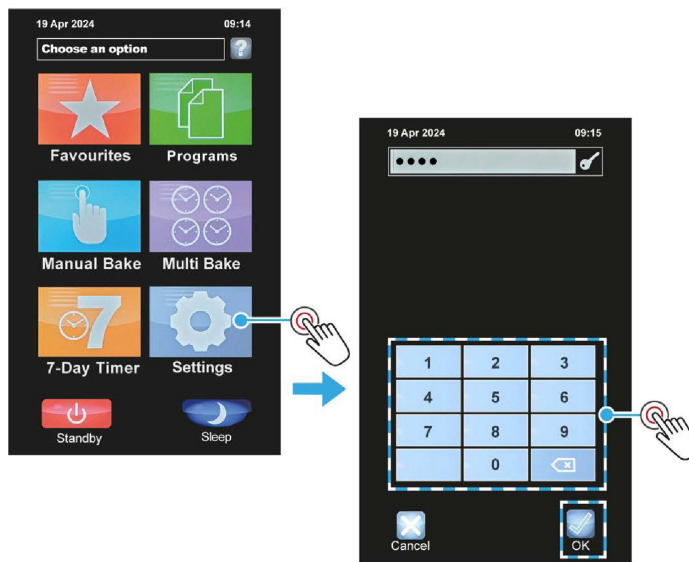 19 Apr 2024 09:14
Choose an option ?
Favourites Programs
Manual Bake Multi Bake
7
7-Day Timer Settings
Standby Sleep
19 Apr 2024 09:15
1 2 3
4 5 6
7 8 9
0
Cancel OK